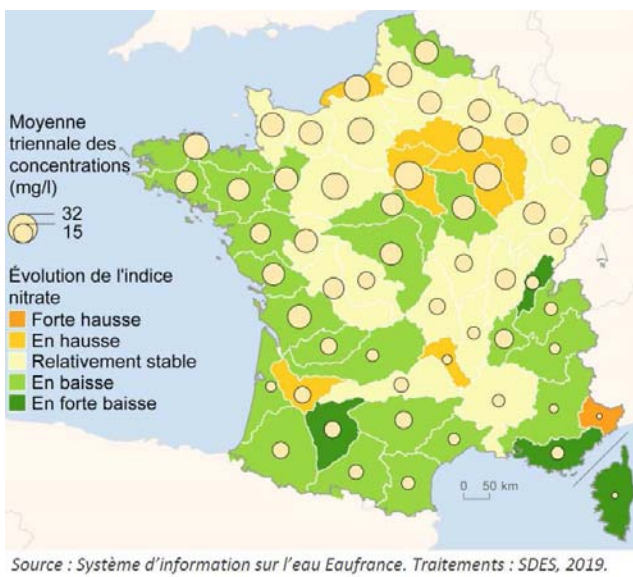 Moyenne
triennale des
concentrations
(mg/l)
32
15
Évolution de l'indice
nitrate
Forte hausse
En hausse
Relativement stable
En baisse
En forte baisse
N
0 50 km
Source : Système d'information sur l'eau Eaufrance. Traitements : SDES, 2019.